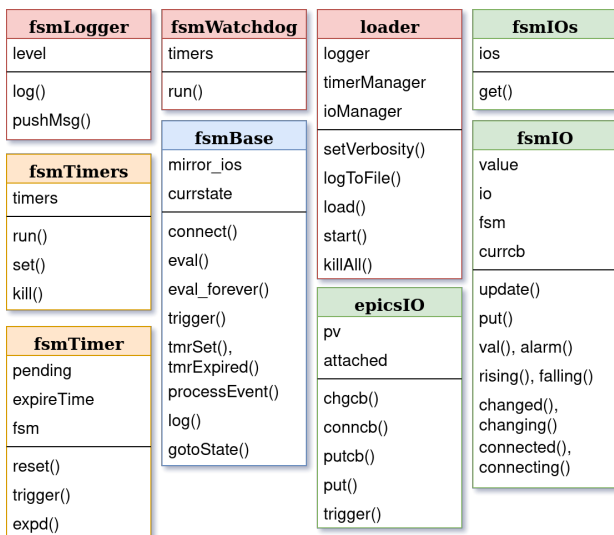 fsmLogger
level
log()
pushMsg()
fsmTimers
timers
run()
set()
kill()
fsmTimer
pending
expireTime
fsm
reset()
trigger()
expd()
fsmWatchdog
timers
run()
fsmBase
mirror_ios
currstate
connect()
eval()
eval_forever()
trigger()
tmrSet(),
tmrExpired()
processEvent()
log()
gotoState()
loader
logger
timerManager
ioManager
setVerbosity()
logToFile()
load()
start()
killAll()
epicsIO
pv
attached
chgcb()
conncb()
putcb()
put()
trigger()
fsmIOs
ios
get()
fsmIO
value
io
fsm
currcb
update()
put()
val(), alarm()
rising(), falling()
changed(),
changing()
connected(),
connecting()